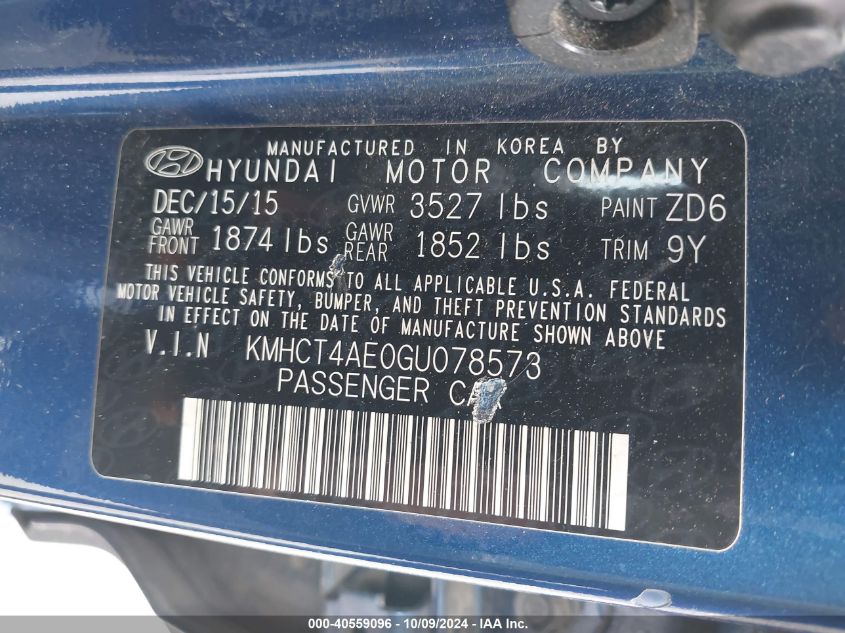 MANUFACTURED IN KOREA BY
HYUNDAI MOTOR COMPANY
DEC/15/15 GVWR 3527 lbs PAINT ZD6
GAWR FRONT 1874 lbs GAWR REAR 1852 lbs TRIM 9Y
THIS VEHICLE CONFORMS TO ALL APPLICABLE U.S.A. FEDERAL
MOTOR VEHICLE SAFETY, BUMPER, AND THEFT PREVENTION STANDARDS
IN EFFECT ON THE DATE OF MANUFACTURE SHOWN ABOVE
V.I.N KMHCT4AE0GU078573
PASSENGER
000-40559096 - 10/09/2024 - IAA Inc.